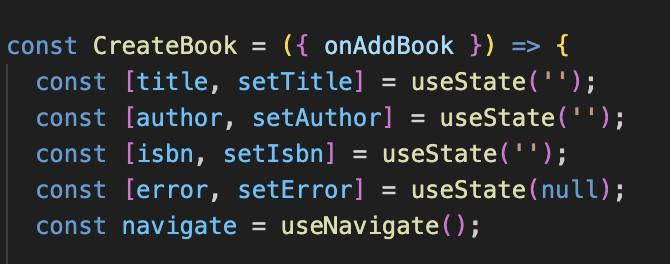 const CreateBook = ({ onAddBook }) => {
const [title, setTitle] = useState('');
const [author, setAuthor] = useState('');
const [isbn, setIsbn] = useState('');
const [error, setError] = useState(null);
const navigate = useNavigate();